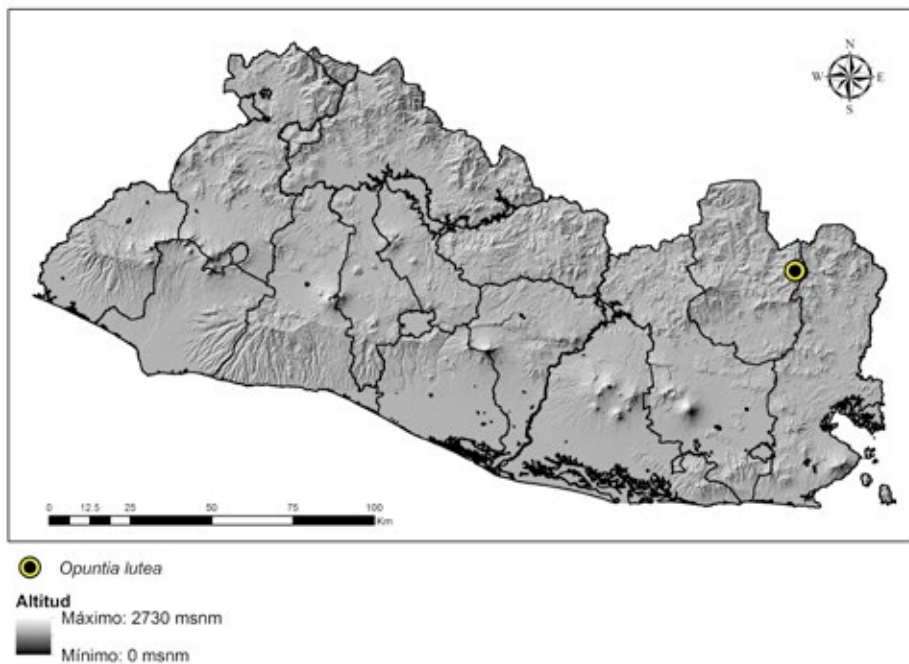 N
W E
S
0 12.5 25 50 75 100
Km
Opuntia lutea
Altitud
Máximo: 2730 msnm
Mínimo: 0 msnm